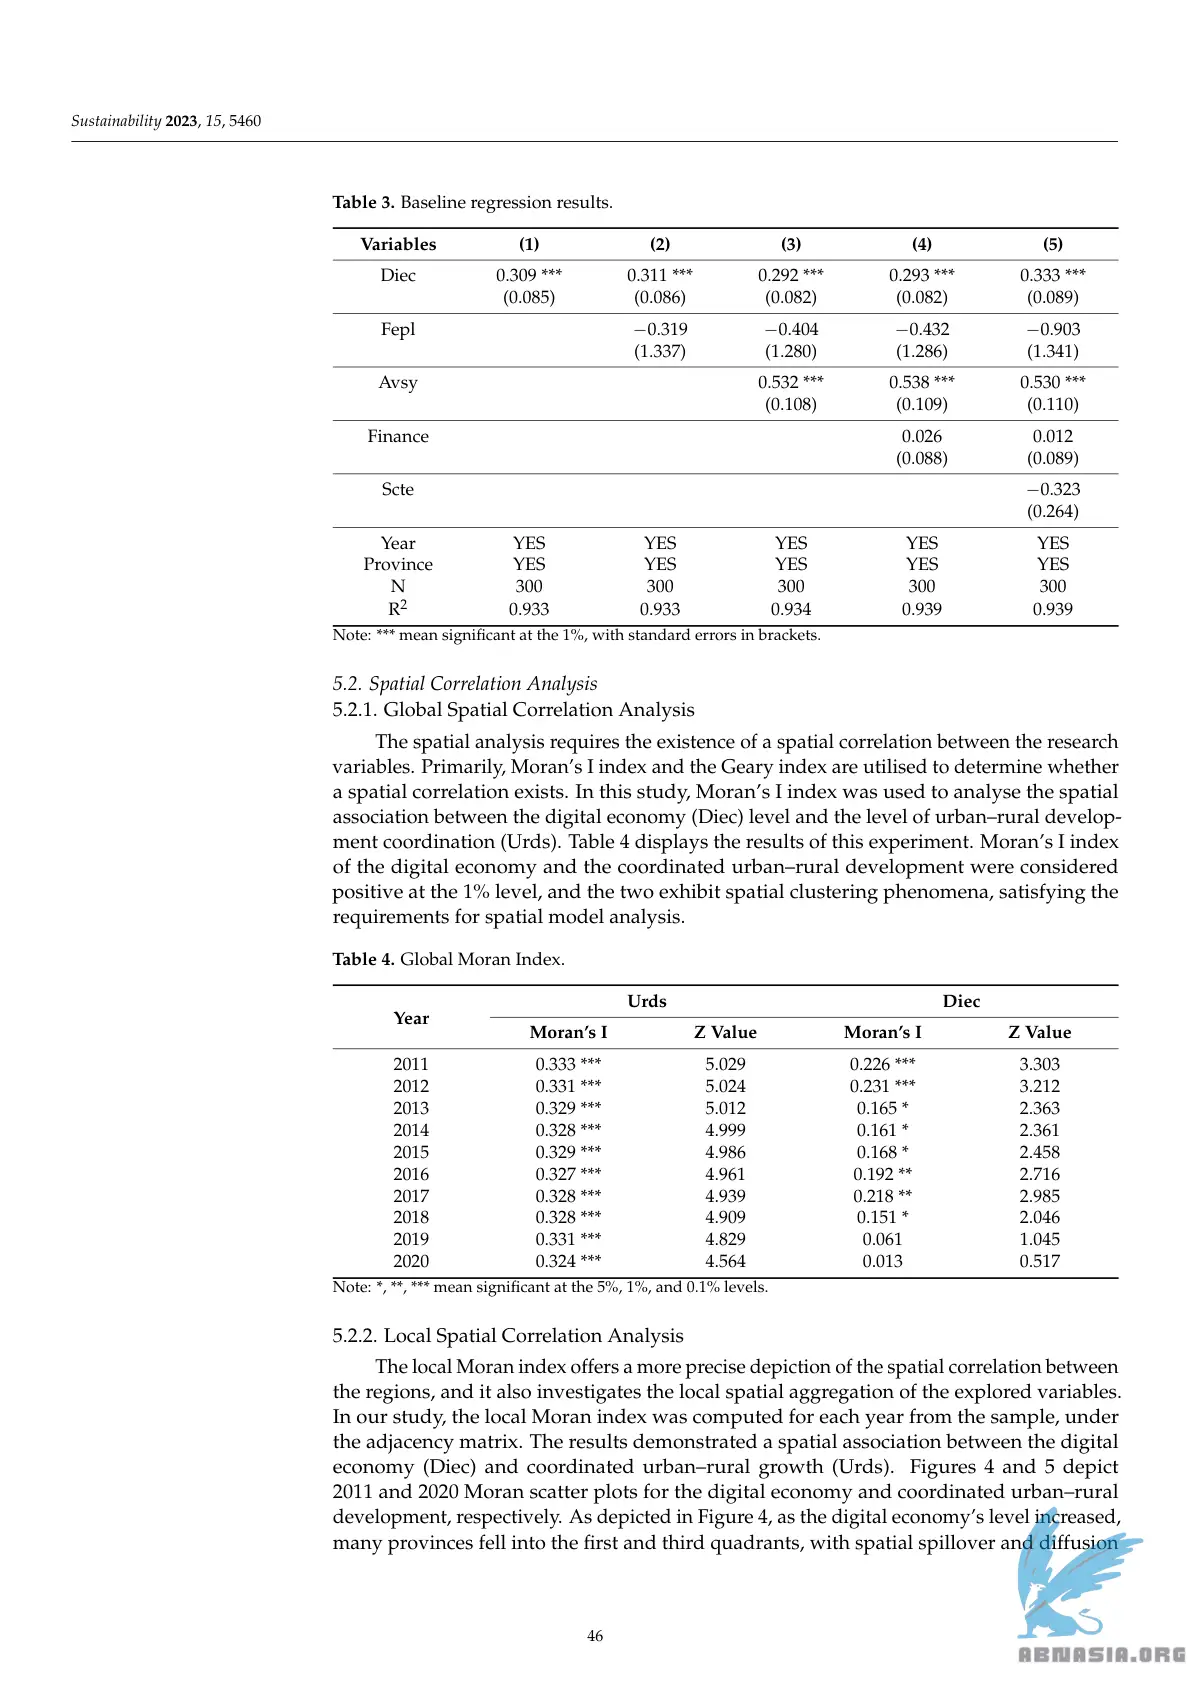 Sustainability 2023, 15, 5460
Table 3. Baseline regression results.
Variables (1) (2) (3) (4) (5)
Diec 0.309 *** 0.311 *** 0.292 *** 0.293 *** 0.333 ***
(0.085) (0.086) (0.082) (0.082) (0.089)
Fepl −0.319 −0.404 −0.432 −0.903
(1.337) (1.280) (1.286) (1.341)
Avsy 0.532 *** 0.538 *** 0.530 ***
(0.108) (0.109) (0.110)
Finance 0.026 0.012
(0.088) (0.089)
Scte −0.323
(0.264)
Year YES YES YES YES YES
Province YES YES YES YES YES
N 300 300 300 300 300
R2 0.933 0.933 0.934 0.939 0.939
Note: *** mean significant at the 1%, with standard errors in brackets.
5.2. Spatial Correlation Analysis
5.2.1. Global Spatial Correlation Analysis
The spatial analysis requires the existence of a spatial correlation between the research
variables. Primarily, Moran’s I index and the Geary index are utilised to determine whether
a spatial correlation exists. In this study, Moran’s I index was used to analyse the spatial
association between the digital economy (Diec) level and the level of urban–rural develop-
ment coordination (Urds). Table 4 displays the results of this experiment. Moran’s I index
of the digital economy and the coordinated urban–rural development were considered
positive at the 1% level, and the two exhibit spatial clustering phenomena, satisfying the
requirements for spatial model analysis.
Table 4. Global Moran Index.
Year Urds Diec
Moran’s I Z Value Moran’s I Z Value
2011 0.333 *** 5.029 0.226 *** 3.303
2012 0.331 *** 5.024 0.231 *** 3.212
2013 0.329 *** 5.012 0.165 * 2.363
2014 0.328 *** 4.999 0.161 * 2.361
2015 0.329 *** 4.986 0.168 * 2.458
2016 0.327 *** 4.961 0.192 ** 2.716
2017 0.328 *** 4.939 0.218 ** 2.985
2018 0.328 *** 4.909 0.151 * 2.046
2019 0.331 *** 4.829 0.061 1.045
2020 0.324 *** 4.564 0.013 0.517
Note: *, **, *** mean significant at the 5%, 1%, and 0.1% levels.
5.2.2. Local Spatial Correlation Analysis
The local Moran index offers a more precise depiction of the spatial correlation between
the regions, and it also investigates the local spatial aggregation of the explored variables.
In our study, the local Moran index was computed for each year from the sample, under
the adjacency matrix. The results demonstrated a spatial association between the digital
economy (Diec) and coordinated urban–rural growth (Urds). Figures 4 and 5 depict
2011 and 2020 Moran scatter plots for the digital economy and coordinated urban–rural
development, respectively. As depicted in Figure 4, as the digital economy’s level increased,
many provinces fell into the first and third quadrants, with spatial spillover and diffusion
46
ABNASIA.ORG